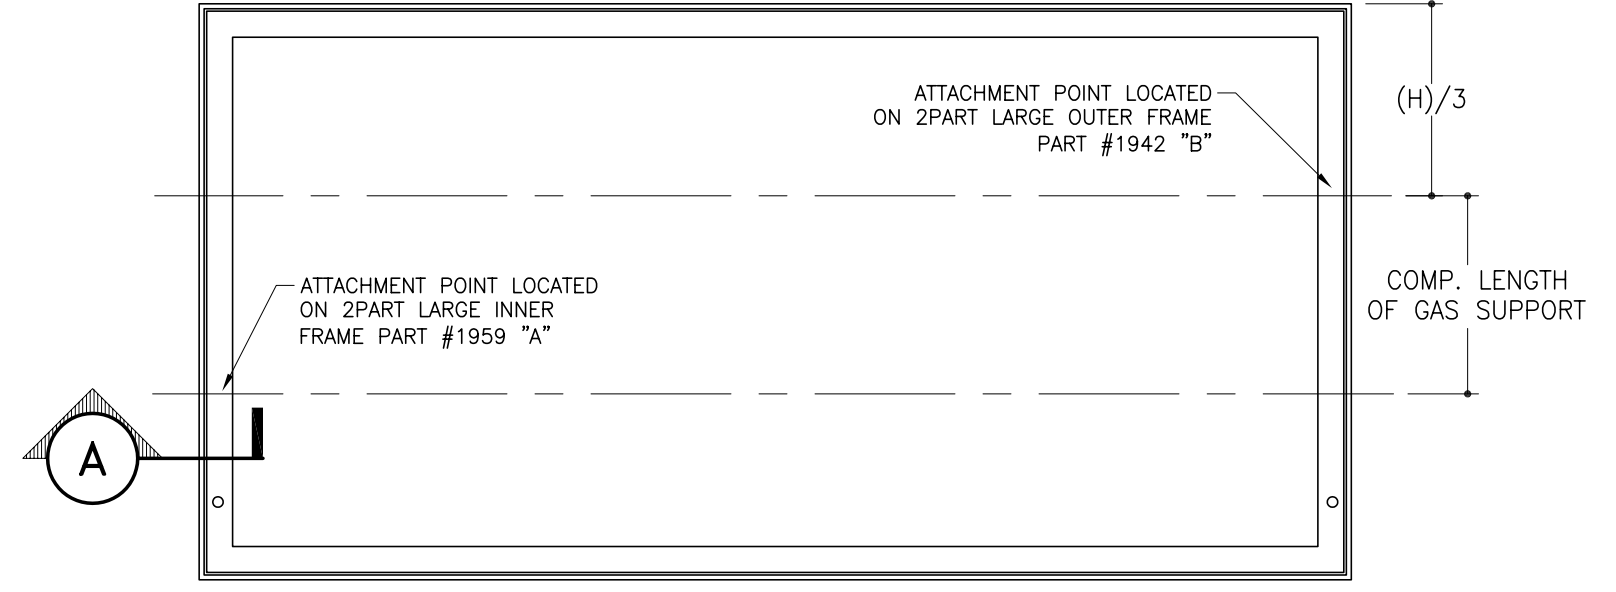 ATTACHMENT POINT LOCATED
ON 2PART LARGE OUTER FRAME
PART #1942 "B"
(H)/3
ATTACHMENT POINT LOCATED
ON 2PART LARGE INNER
FRAME PART #1959 "A"
COMP. LENGTH
OF GAS SUPPORT
A